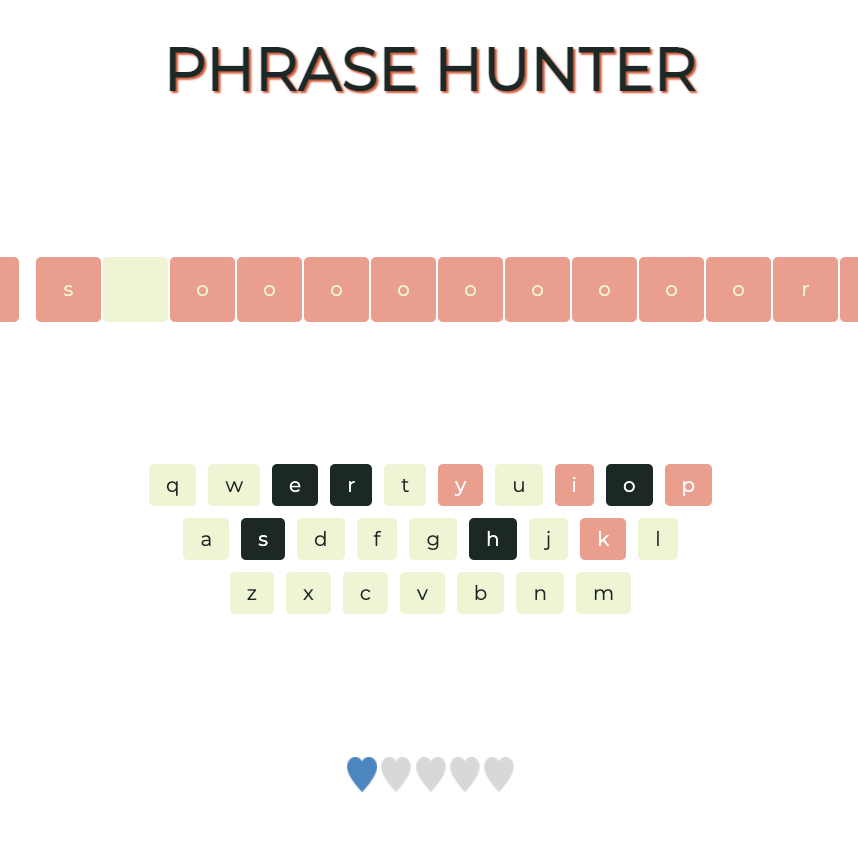 PHRASE HUNTER
s o o o o o o o o o r
q w e r t y u i o p
a s d f g h j k l
z x c v b n m